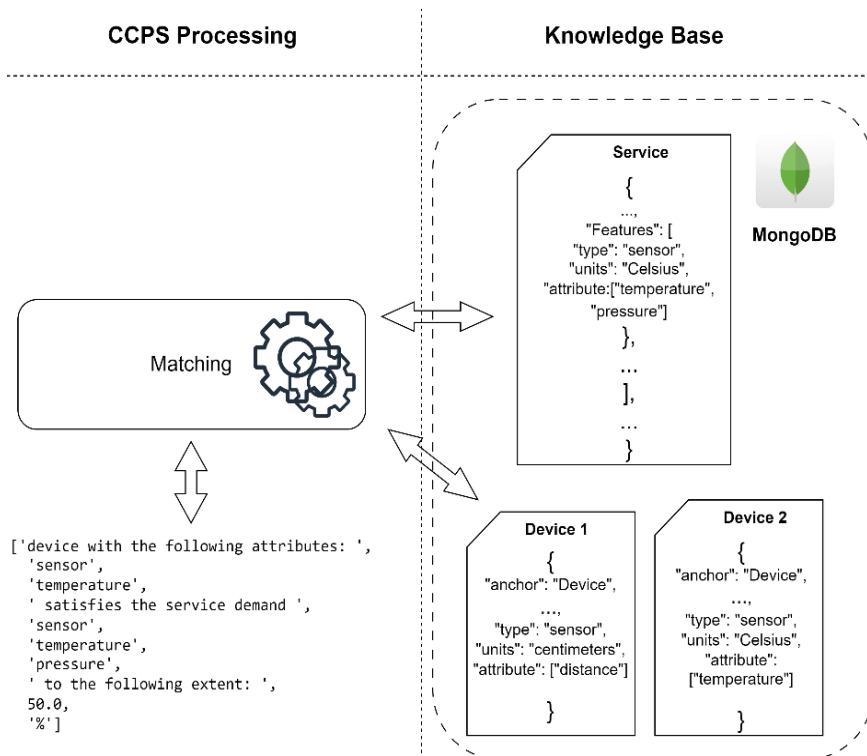 CCPS Processing
Knowledge Base
Service
{
...,
"Features": [
"type": "sensor",
"units": "Celsius",
"attribute:["temperature",
"pressure"]
},
...
],
...
}
MongoDB
Matching
['device with the following attributes: ',
'sensor',
'temperature',
' satisfies the service demand ',
'sensor',
'temperature',
'pressure',
' to the following extent: ',
50.0,
'%']
Device 1
{
"anchor": "Device",
...,
"type": "sensor",
"units": "centimeters",
"attribute": ["distance"]
}
Device 2
{
"anchor": "Device",
...,
"type": "sensor",
"units": "Celsius",
"attribute":
["temperature"]
}